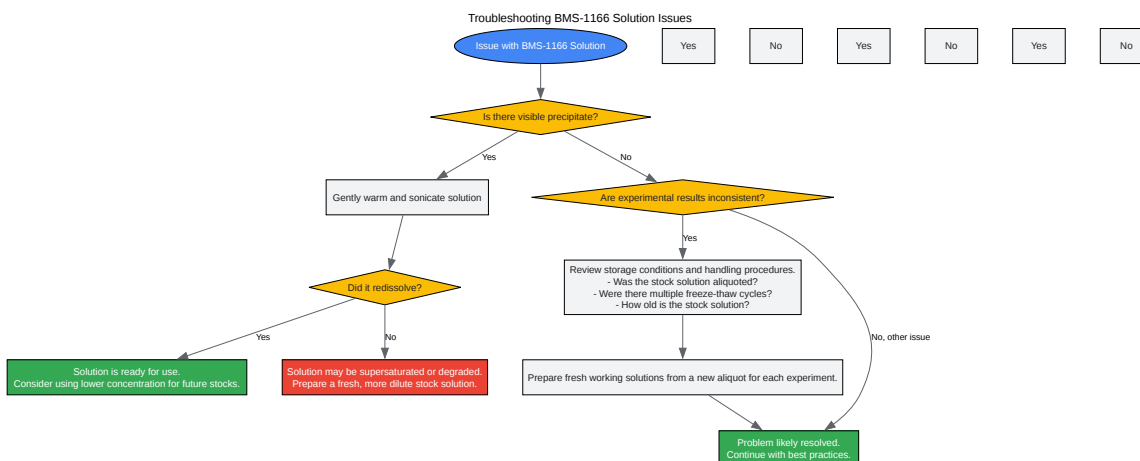 Troubleshooting BMS-1166 Solution Issues
Issue with BMS-1166 Solution
Yes
No
Yes
No
Yes
No
Is there visible precipitate?
Yes
No
Gently warm and sonicate solution
Are experimental results inconsistent?
Yes
Review storage conditions and handling procedures.
- Was the stock solution aliquoted?
- Were there multiple freeze-thaw cycles?
- How old is the stock solution?
Did it redissolve?
Yes
No
No, other issue
Solution is ready for use.
Consider using lower concentration for future stocks.
Solution may be supersaturated or degraded.
Prepare a fresh, more dilute stock solution.
Prepare fresh working solutions from a new aliquot for each experiment.
Problem likely resolved.
Continue with best practices.